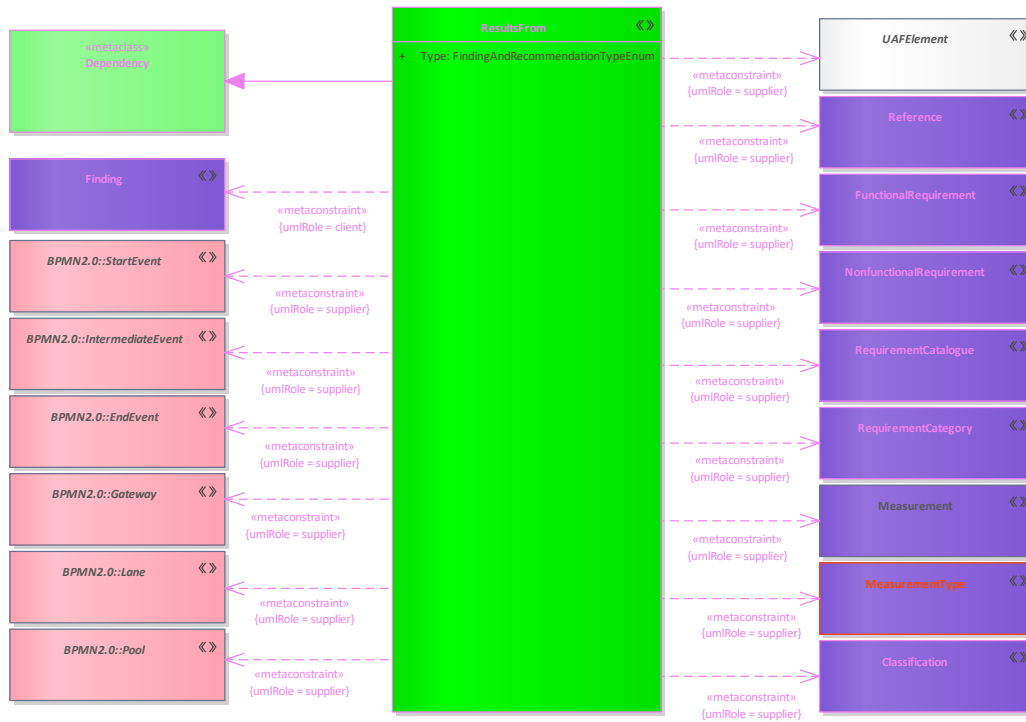 «metaclass»
Dependency
Finding
«metaconstraint»
{umlRole = client}
BPMN2.0::StartEvent
«metaconstraint»
{umlRole = supplier}
BPMN2.0::IntermediateEvent
«metaconstraint»
{umlRole = supplier}
BPMN2.0::EndEvent
«metaconstraint»
{umlRole = supplier}
BPMN2.0::Gateway
«metaconstraint»
{umlRole = supplier}
BPMN2.0::Lane
«metaconstraint»
{umlRole = supplier}
BPMN2.0::Pool
«metaconstraint»
{umlRole = supplier}
ResultsFrom
+ Type: FindingAndRecommendationTypeEnum
UAFElement
«metaconstraint»
{umlRole = supplier}
Reference
«metaconstraint»
{umlRole = supplier}
FunctionalRequirement
«metaconstraint»
{umlRole = supplier}
NonfunctionalRequirement
«metaconstraint»
{umlRole = supplier}
RequirementCatalogue
«metaconstraint»
{umlRole = supplier}
RequirementCategory
«metaconstraint»
{umlRole = supplier}
Measurement
«metaconstraint»
{umlRole = supplier}
MeasurementType
«metaconstraint»
{umlRole = supplier}
Classification
«metaconstraint»
{umlRole = supplier}